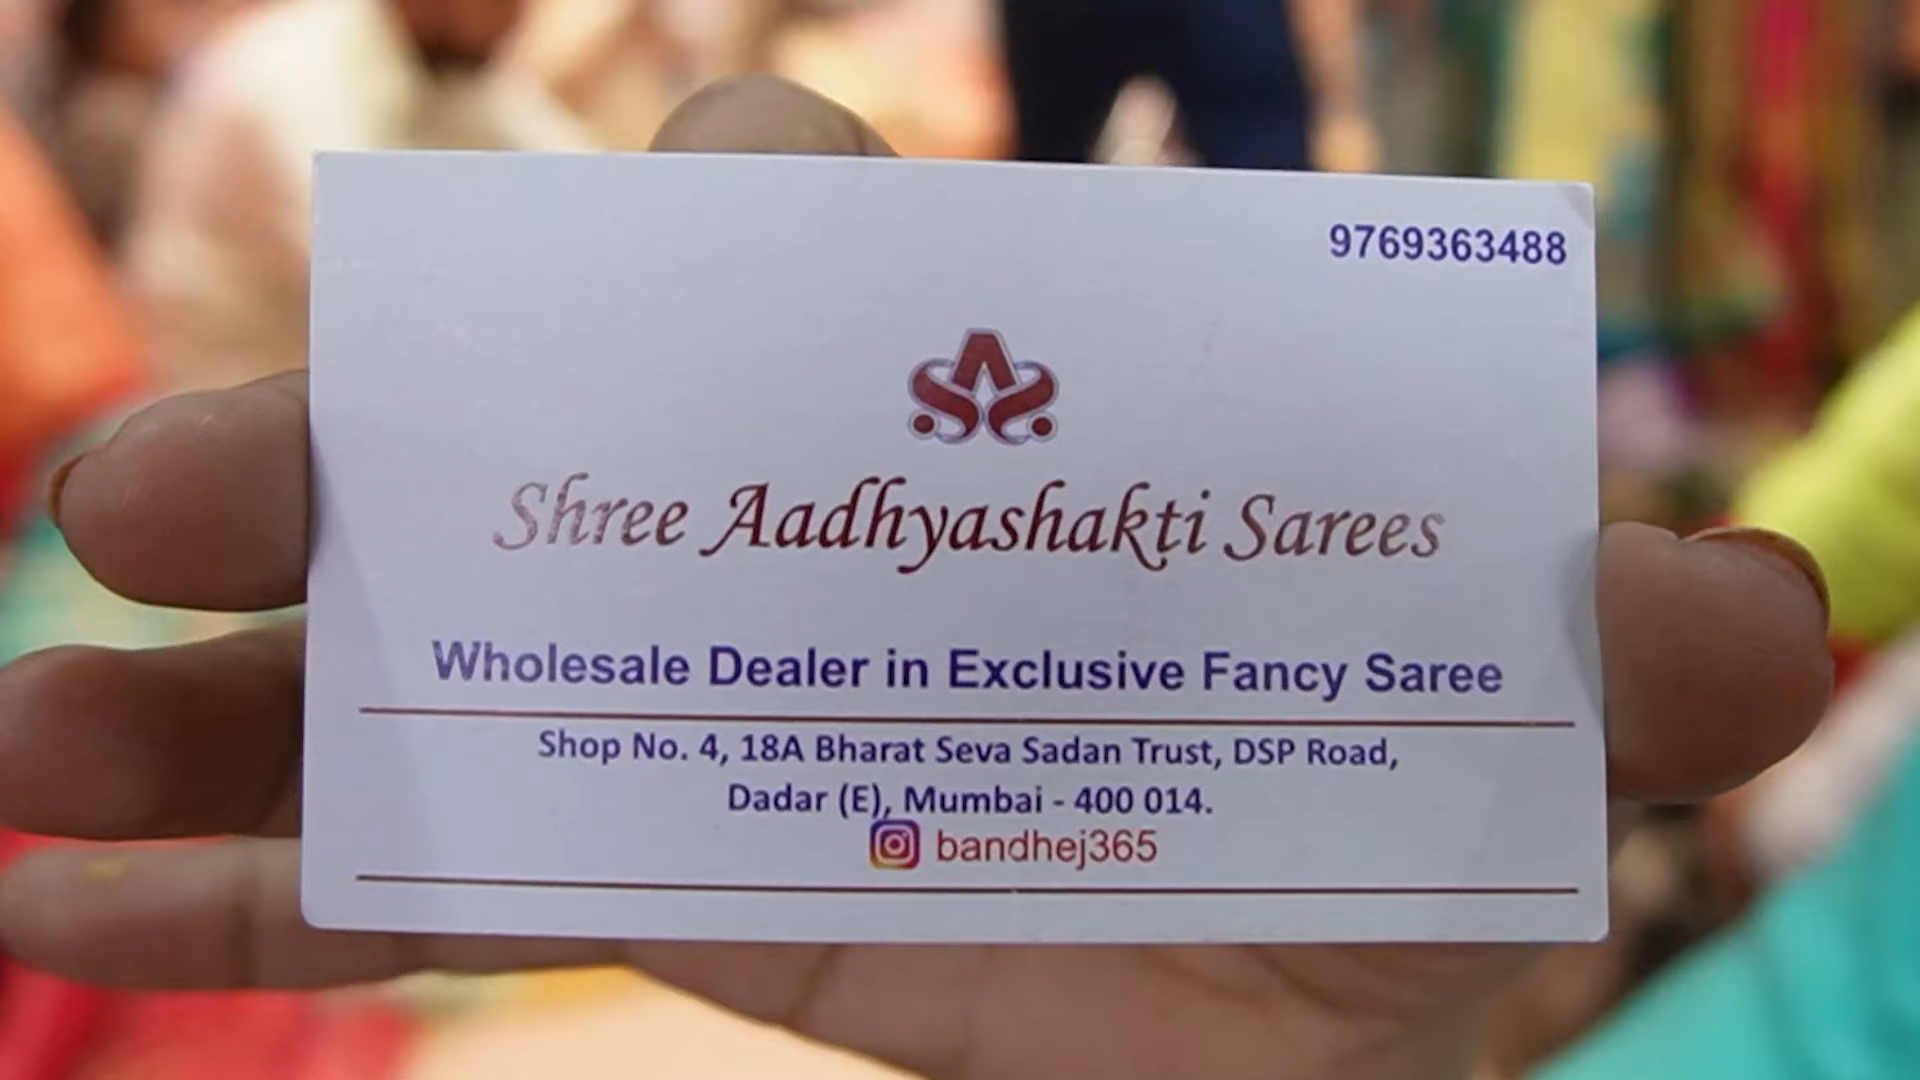 9769363488
SAS
Shree Aadhyashakti Sarees
Wholesale Dealer in Exclusive Fancy Saree
Shop No. 4, 18A Bharat Seva Sadan Trust, DSP Road,
Dadar (E), Mumbai - 400 014.
bandhej365